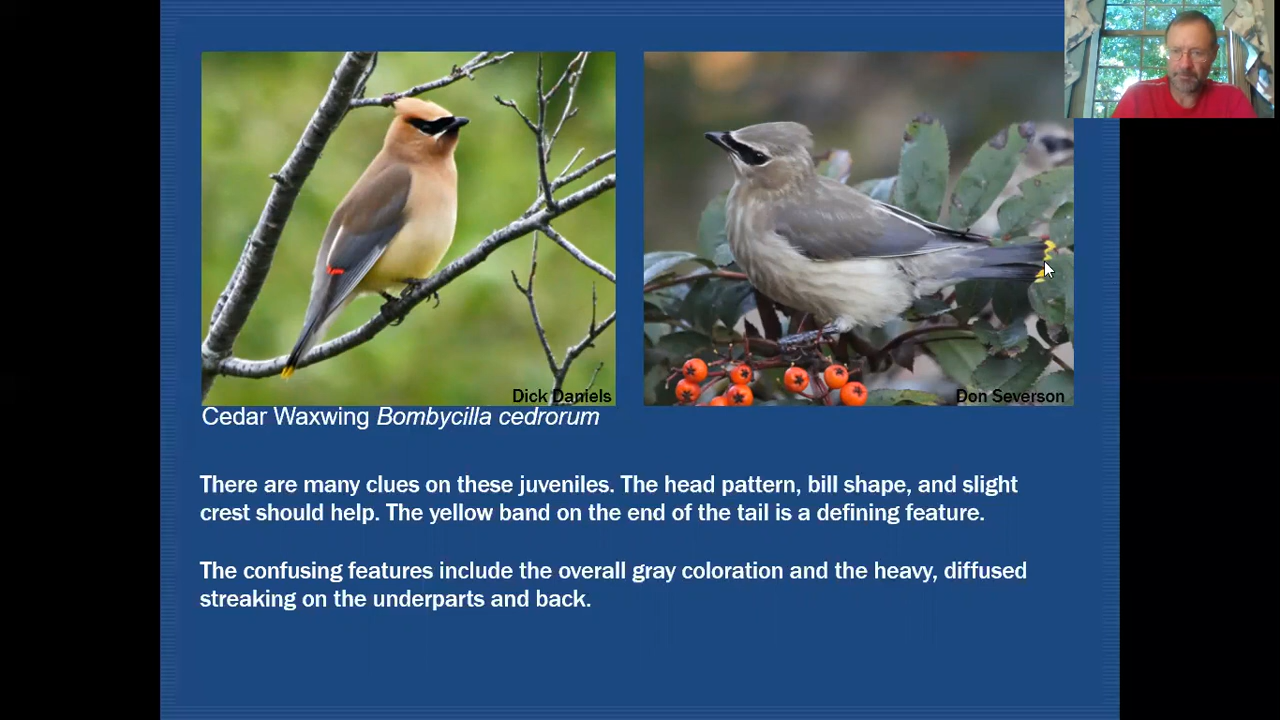 Dick Daniels
Don Severson
Cedar Waxwing Bombycilla cedrorum
There are many clues on these juveniles. The head pattern, bill shape, and slight
crest should help. The yellow band on the end of the tail is a defining feature.
The confusing features include the overall gray coloration and the heavy, diffused
streaking on the underparts and back.